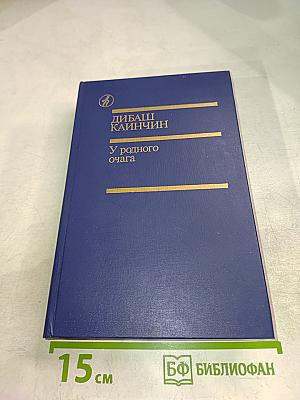 ДИБАШ
КАИНЧИН
У родного
очага
15 см
БФ БИБЛИОФАН